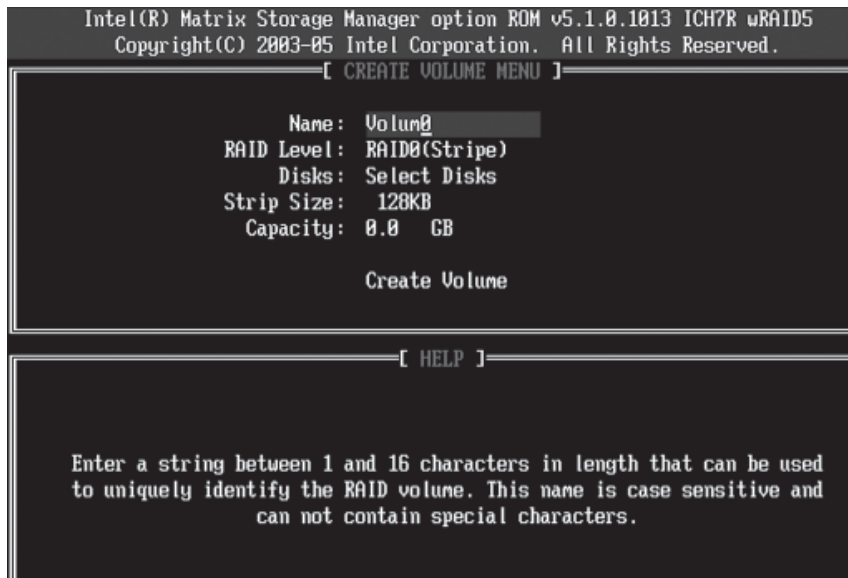 Intel(R) Matrix Storage Manager option ROM v5.1.0.1013 ICH7R wRAID5
Copyright(C) 2003-05 Intel Corporation. All Rights Reserved.
[ CREATE VOLUME MENU ]
Name: Volum0
RAID Level: RAID0(Stripe)
Disks: Select Disks
Strip Size: 128KB
Capacity: 0.0 GB
Create Volume
[ HELP ]
Enter a string between 1 and 16 characters in length that can be used
to uniquely identify the RAID volume. This name is case sensitive and
can not contain special characters.